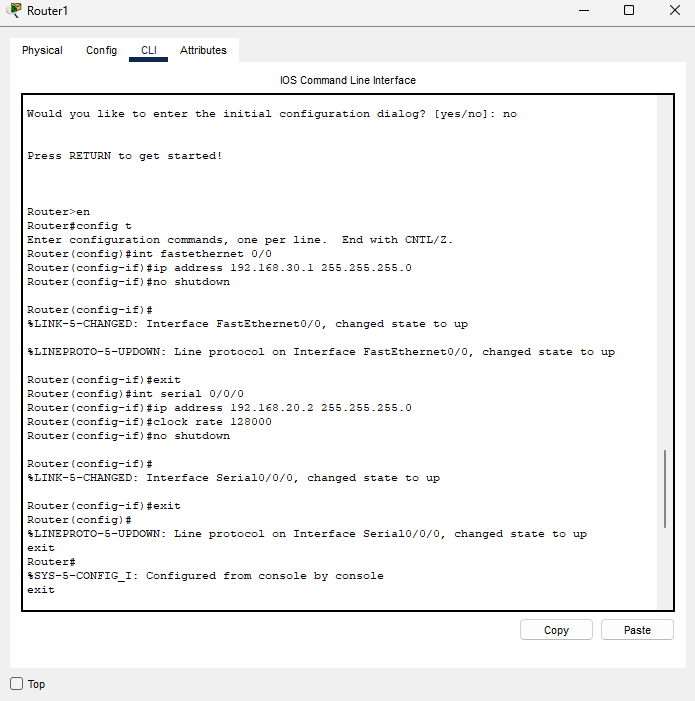 Router1
Physical Config CLI Attributes
IOS Command Line Interface
Would you like to enter the initial configuration dialog? [yes/no]: no
Press RETURN to get started!
Router>en
Router#config t
Enter configuration commands, one per line.  End with CNTL/Z.
Router(config)#int fastethernet 0/0
Router(config-if)#ip address 192.168.30.1 255.255.255.0
Router(config-if)#no shutdown
Router(config-if)#
%LINK-5-CHANGED: Interface FastEthernet0/0, changed state to up
%LINEPROTO-5-UPDOWN: Line protocol on Interface FastEthernet0/0, changed state to up
Router(config-if)#exit
Router(config)#int serial 0/0/0
Router(config-if)#ip address 192.168.20.2 255.255.255.0
Router(config-if)#clock rate 128000
Router(config-if)#no shutdown
Router(config-if)#
%LINK-5-CHANGED: Interface Serial0/0/0, changed state to up
Router(config-if)#exit
Router(config)#
%LINEPROTO-5-UPDOWN: Line protocol on Interface Serial0/0/0, changed state to up
exit
Router#
%SYS-5-CONFIG_I: Configured from console by console
exit
Copy Paste
Top